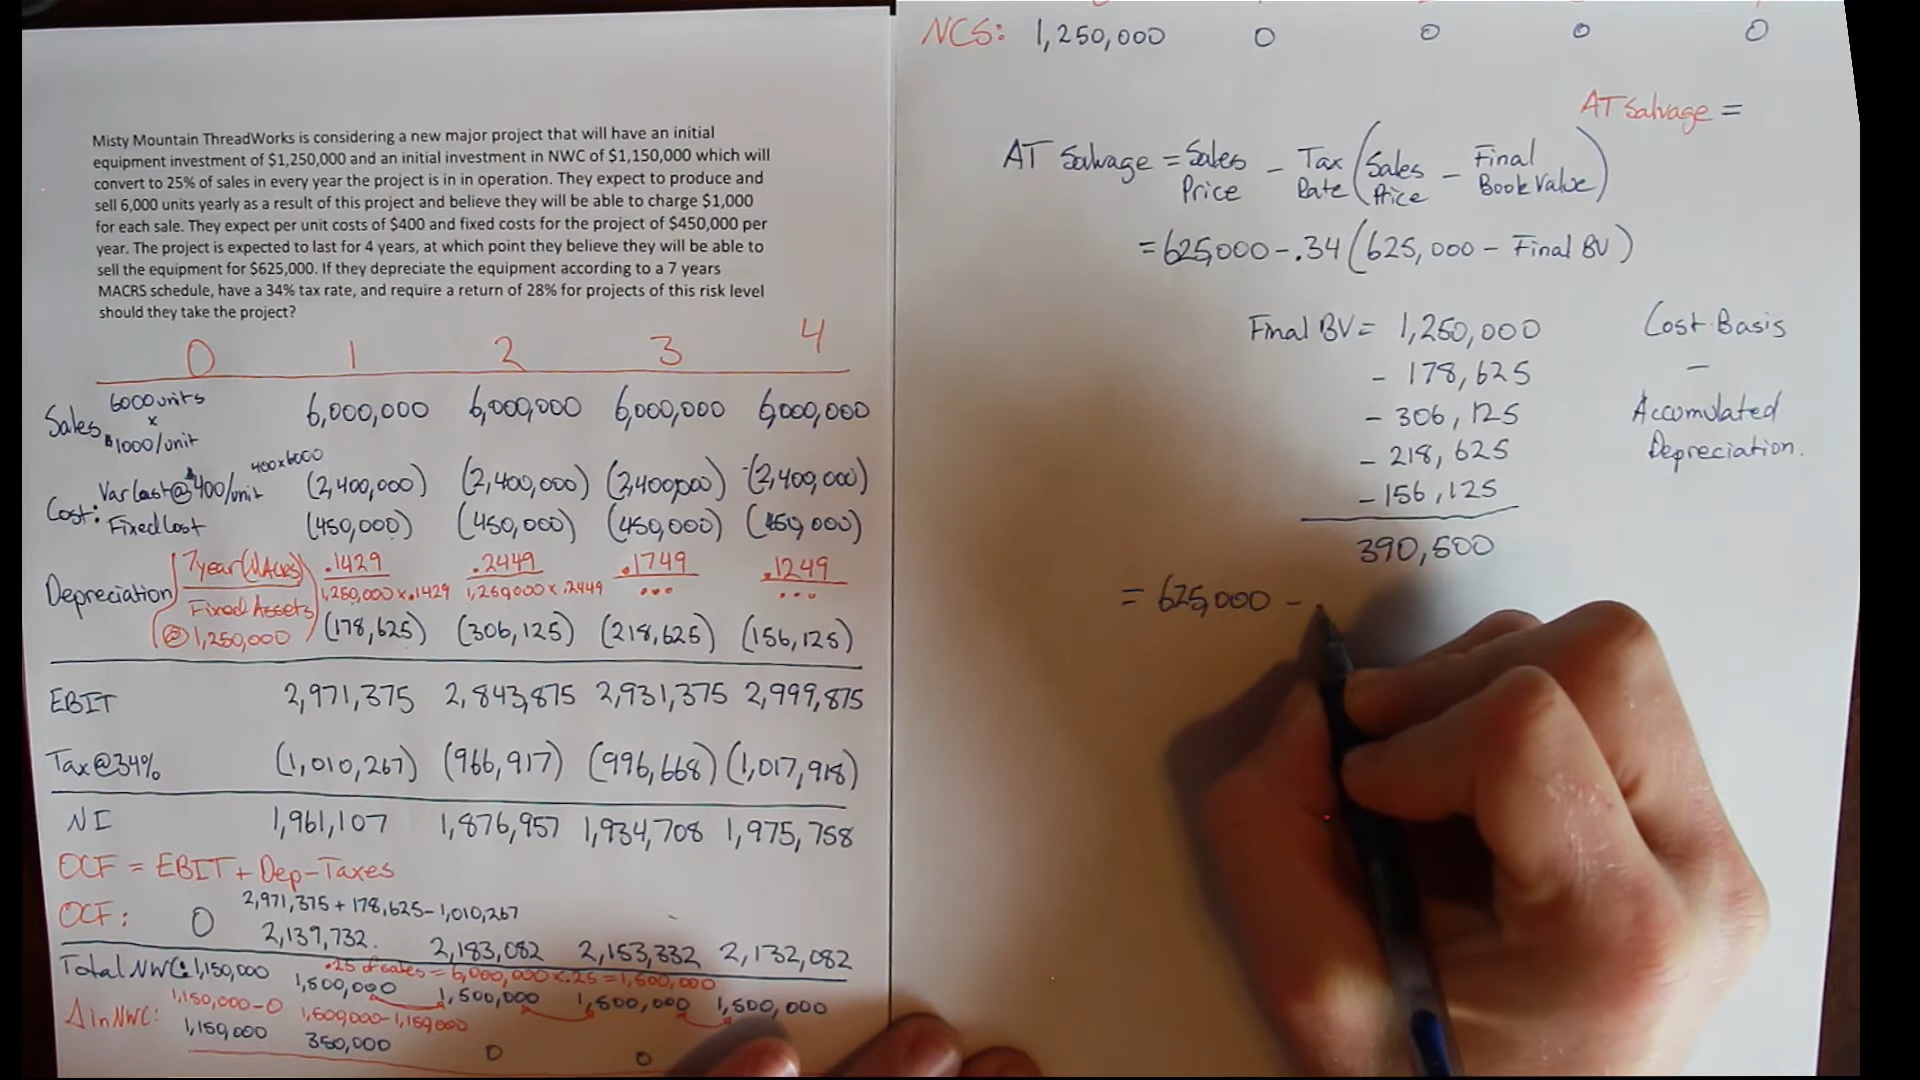 Misty Mountain ThreadWorks is considering a new major project that will have an initial
equipment investment of $1,250,000 and an initial investment in NWC of $1,150,000 which will
convert to 25% of sales in every year the project is in in operation. They expect to produce and
sell 6,000 units yearly as a result of this project and believe they will be able to charge $1,000
for each sale. They expect per unit costs of $400 and fixed costs for the project of $450,000 per
year. The project is expected to last for 4 years, at which point they believe they will be able to
sell the equipment for $625,000. If they depreciate the equipment according to a 7 years
MACRS schedule, have a 34% tax rate, and require a return of 28% for projects of this risk level
should they take the project?
0 1 2 3 4
Sales 6000units x $1000/unit 6,000,000 6,000,000 6,000,000 6,000,000
400x6000
Cost: Var Cost@$400/unit (2,400,000) (2,400,000) (2,400,000) (2,400,000)
Fixed Cost (450,000) (450,000) (450,000) (450,000)
7year(MACRS) .1429 .2449 .1749 .1249
Depreciation Fixed Assets 1,250,000x.1429 1,250,000x.2449 ... ...
@1,250,000 (178,625) (306,125) (218,625) (156,125)
EBIT 2,971,375 2,843,875 2,931,375 2,999,875
Tax@34% (1,010,267) (966,917) (996,668) (1,017,918)
NI 1,961,107 1,876,957 1,934,708 1,975,758
OCF = EBIT + Dep-Taxes
2,971,375 + 178,625 - 1,010,267
OCF: 0 2,139,732. 2,183,082 2,153,332 2,132,082
.25 of sales = 6,000,000 x .25 = 1,500,000
Total NWC: 1,150,000 1,500,000 1,500,000 1,500,000 1,500,000
1,150,000-0 1,500,000-1,150,000
Δ in NWC: 1,150,000 350,000 0 0
NCS: 1,250,000 0 0 0 0
AT Salvage =
AT Salvage = Sales Price - Tax Rate (Sales Price - Final Book Value)
= 625,000 - .34 (625,000 - Final BV)
Final BV = 1,250,000 Cost Basis
- 178,625 -
- 306,125 Accumulated
- 218,625 Depreciation.
- 156,125
390,500
= 625,000 -